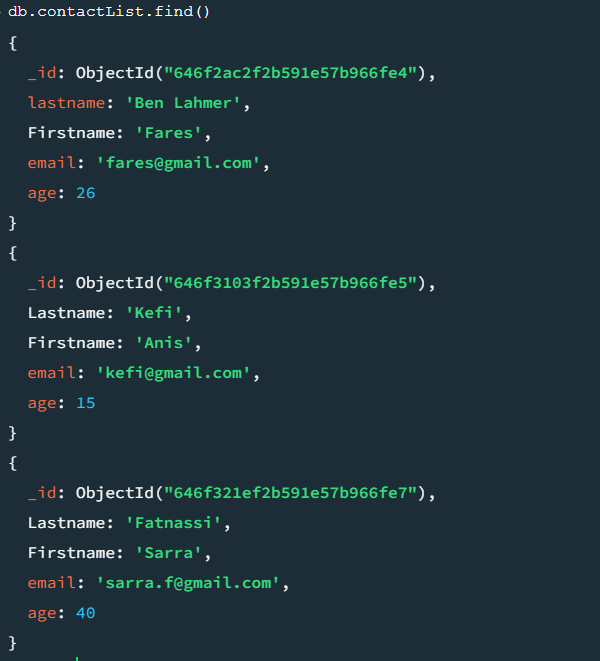 db.contactList.find()
{
_id: ObjectId("646f2ac2f2b591e57b966fe4"),
lastname: 'Ben Lahmer',
Firstname: 'Fares',
email: 'fares@gmail.com',
age: 26
}
{
_id: ObjectId("646f3103f2b591e57b966fe5"),
Lastname: 'Kefi',
Firstname: 'Anis',
email: 'kefi@gmail.com',
age: 15
}
{
_id: ObjectId("646f321ef2b591e57b966fe7"),
Lastname: 'Fatnassi',
Firstname: 'Sarra',
email: 'sarra.f@gmail.com',
age: 40
}